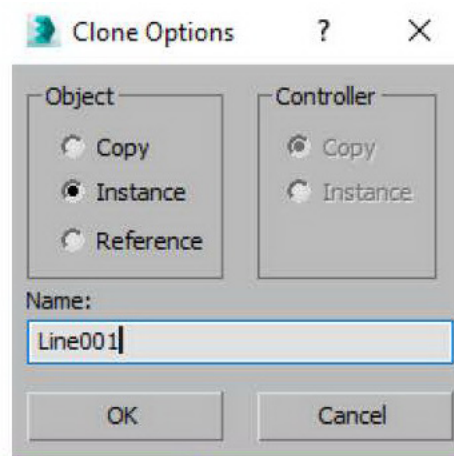 Clone Options ? X
Object
Controller
Copy
Copy
Instance
Instance
Reference
Name:
Line001
OK
Cancel